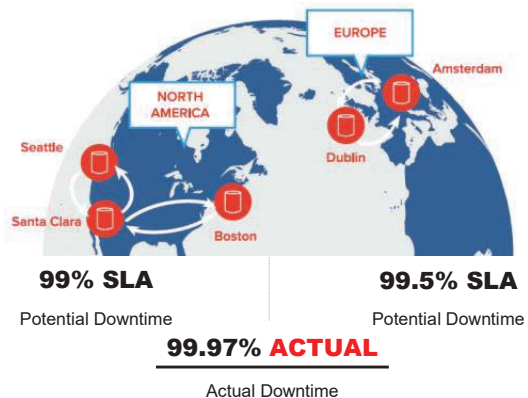 EUROPE
Amsterdam
NORTH
AMERICA
Seattle
Dublin
Santa Clara
Boston
99% SLA
99.5% SLA
Potential Downtime
Potential Downtime
99.97% ACTUAL
Actual Downtime